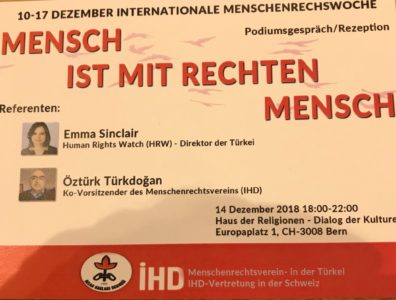 10-17 DEZEMBER INTERNATIONALE MENSCHENRECHSWOCHE
Podiumsgespräch/Rezeption
MENSCH
IST MIT RECHTEN
MENSCH
Referenten:
Emma Sinclair
Human Rights Watch (HRW) - Direktor der Türkei
Öztürk Türkdoğan
Ko-Vorsitzender des Menschenrechtsvereins (IHD)
14 Dezember 2018 18:00-22:00
Haus der Religionen - Dialog der Kulture
Europaplatz 1, CH-3008 Bern
İHD
Menschenrechtsverein- in der Türkei
IHD-Vertretung in der Schweiz